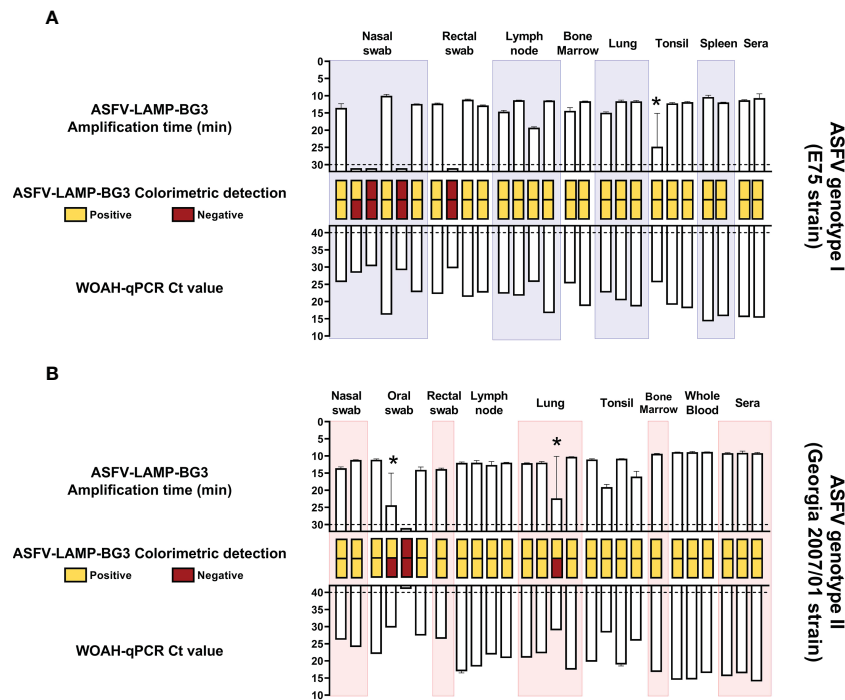 A
Nasal swab
Rectal swab
Lymph node
Bone Marrow
Lung
Tonsil
Spleen
Sera
0
5
10
15
20
25
30
*
ASFV-LAMP-BG3
Amplification time (min)
ASFV-LAMP-BG3 Colorimetric detection
Positive
Negative
40
35
30
25
20
15
10
WOAH-qPCR Ct value
ASFV genotype I
(E75 strain)
B
Nasal swab
Oral swab
Rectal swab
Lymph node
Lung
Tonsil
Bone Marrow
Whole Blood
Sera
0
5
10
15
20
25
30
*
*
ASFV-LAMP-BG3
Amplification time (min)
ASFV-LAMP-BG3 Colorimetric detection
Positive
Negative
40
35
30
25
20
15
10
WOAH-qPCR Ct value
ASFV genotype II
(Georgia 2007/01 strain)